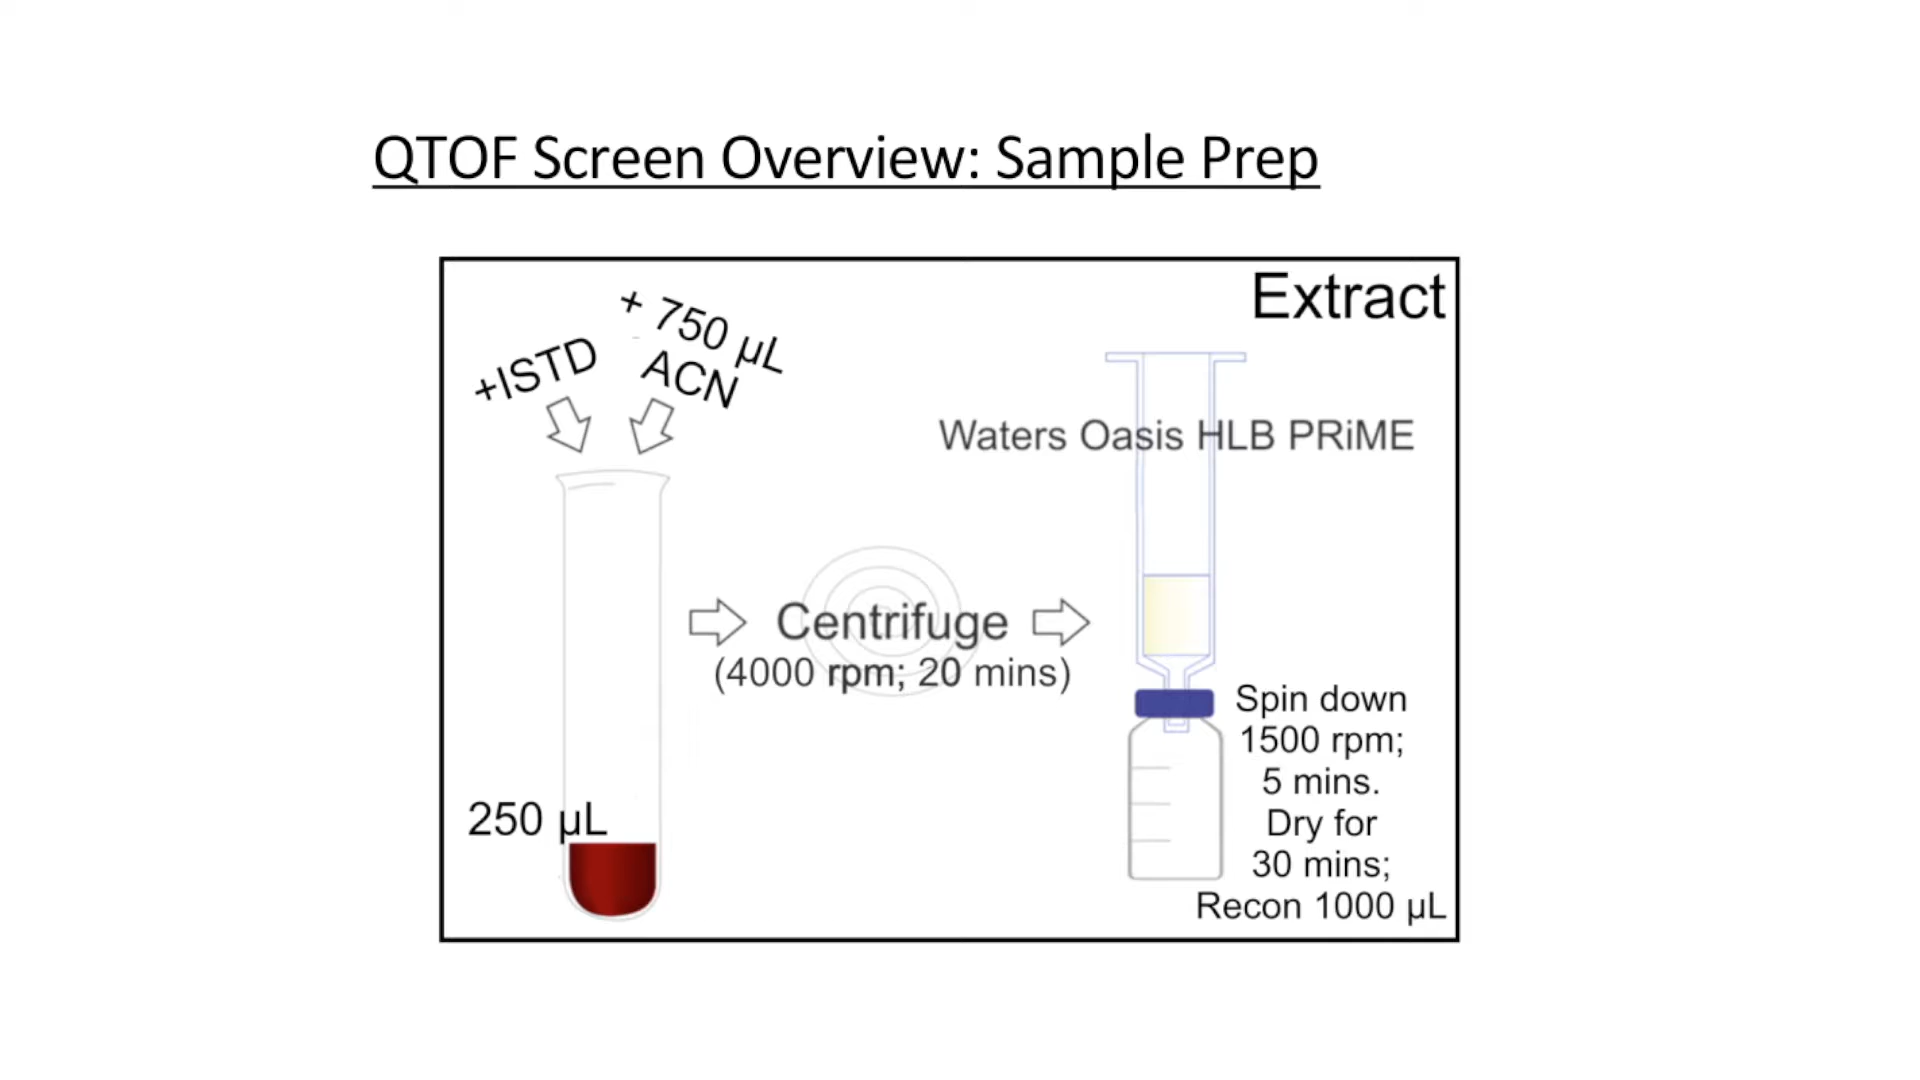 QTOF Screen Overview: Sample Prep
Extract
+ISTD
+ 750 µL
ACN
Waters Oasis HLB PRiME
Centrifuge
(4000 rpm; 20 mins)
250 µL
Spin down
1500 rpm;
5 mins.
Dry for
30 mins;
Recon 1000 µL